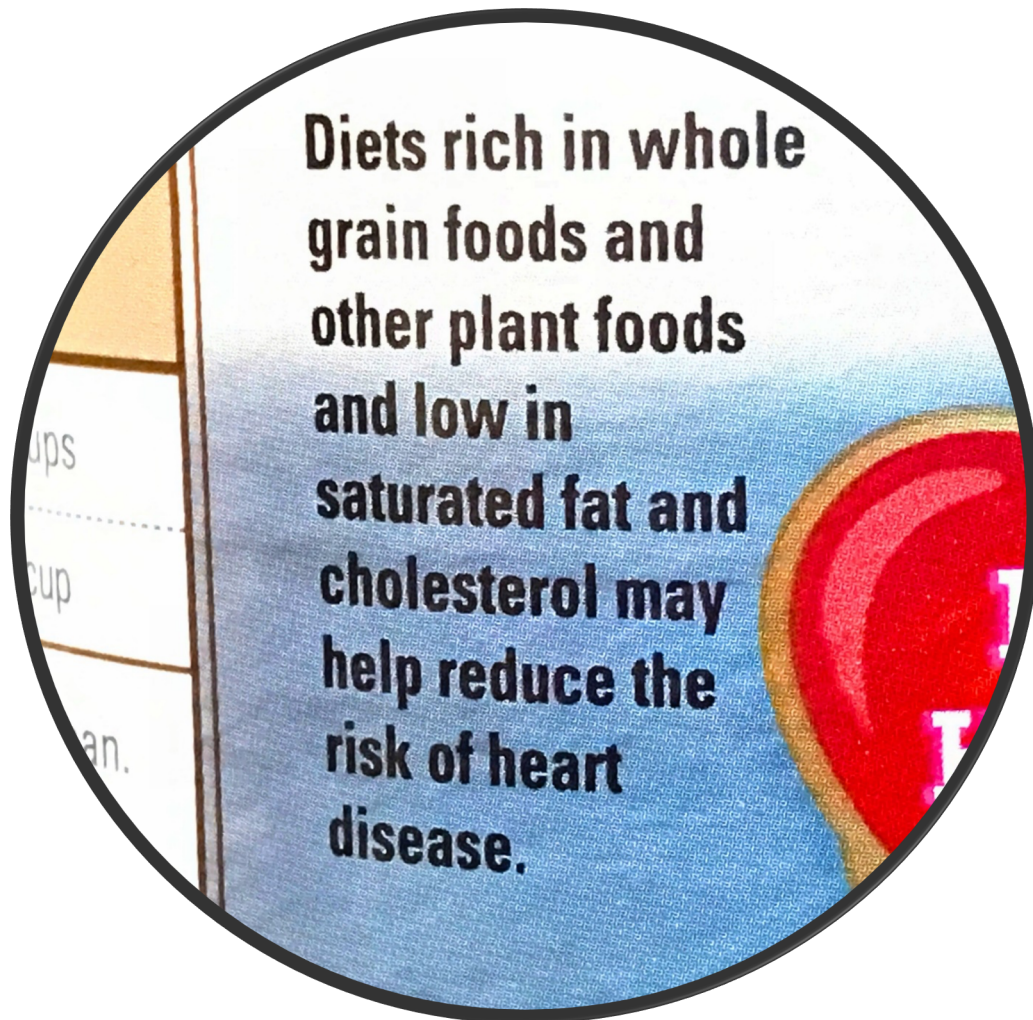 Diets rich in whole
grain foods and
other plant foods
and low in
saturated fat and
cholesterol may
help reduce the
risk of heart
disease.
cup